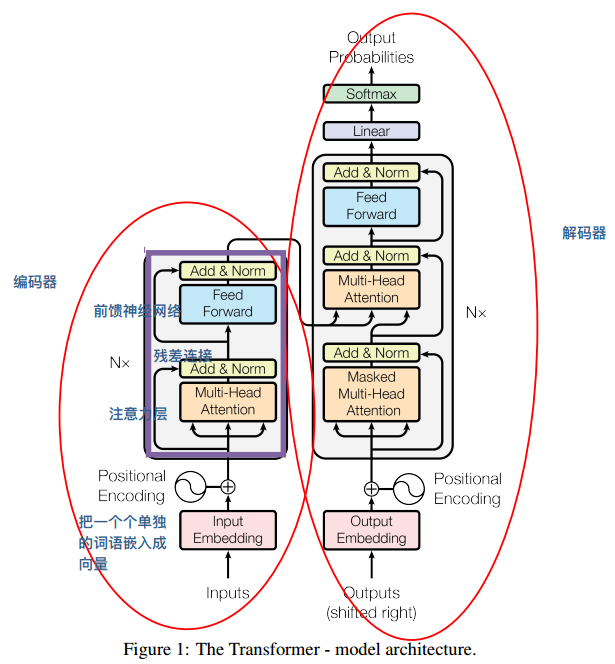 Output
Probabilities
Softmax
Linear
Add & Norm
Feed
Forward
Add & Norm
Multi-Head
Attention
Add & Norm
Masked
Multi-Head
Attention
N×
解码器
Positional
Encoding
Output
Embedding
Outputs
(shifted right)
编码器
Add & Norm
Feed
Forward
前馈神经网络
残差连接
N×
Add & Norm
Multi-Head
Attention
注意力层
Positional
Encoding
把一个个单独
的词语嵌入成
向量
Input
Embedding
Inputs
Figure 1: The Transformer - model architecture.